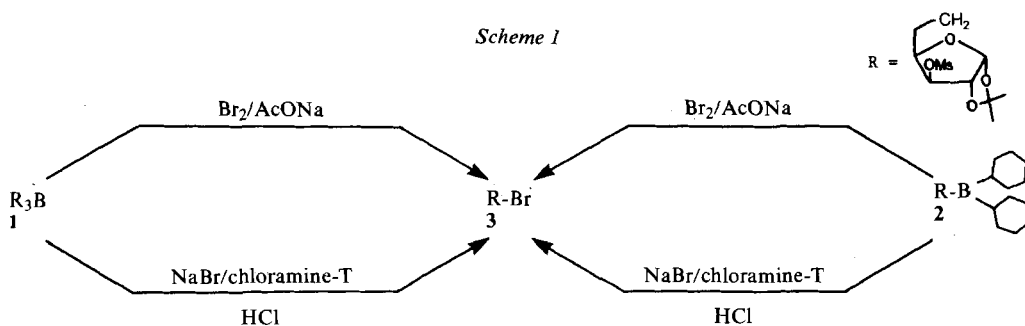 Scheme 1
R =
CH₂
O
OMs
O
O
Br₂/AcONa
Br₂/AcONa
R₃B
1
R-Br
3
R-B
2
NaBr/chloramine-T
HCl
NaBr/chloramine-T
HCl